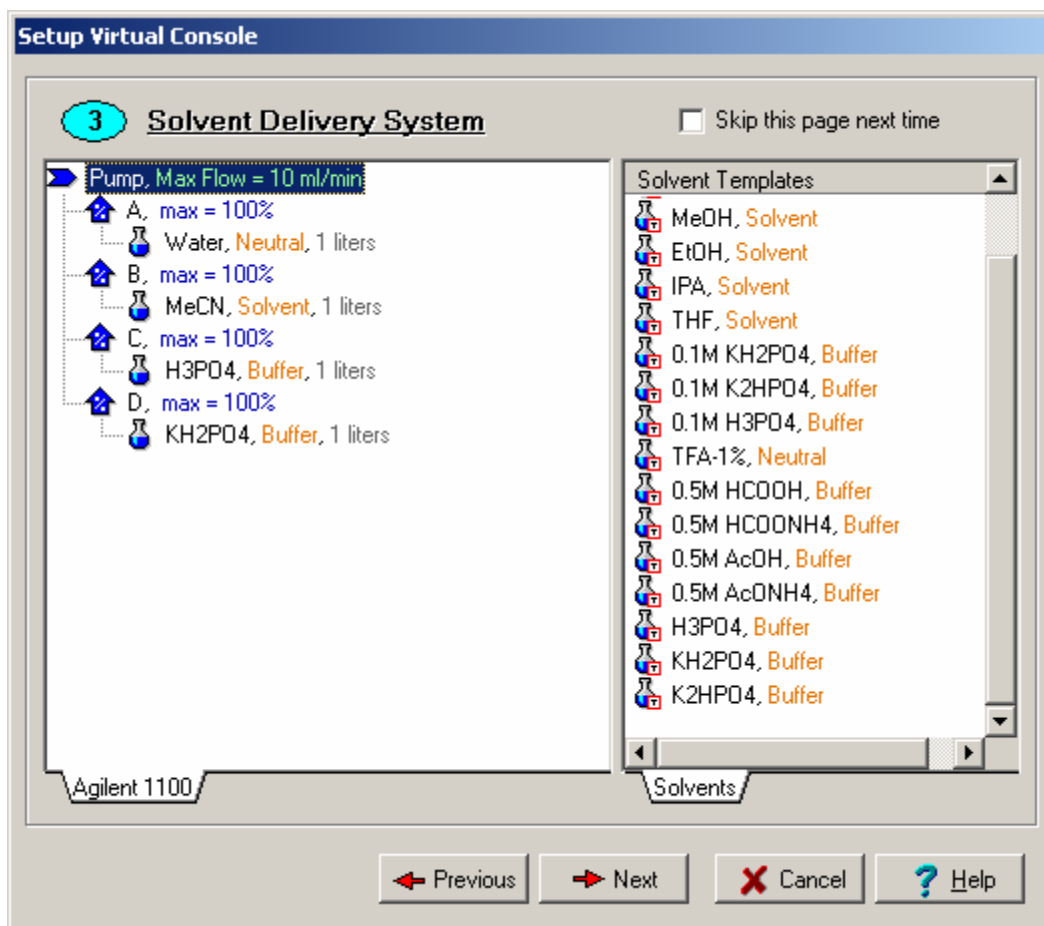 Setup Virtual Console
3 Solvent Delivery System
Skip this page next time
Pump, Max Flow = 10 ml/min
A, max = 100%
Water, Neutral, 1 liters
B, max = 100%
MeCN, Solvent, 1 liters
C, max = 100%
H3PO4, Buffer, 1 liters
D, max = 100%
KH2PO4, Buffer, 1 liters
Agilent 1100
Solvent Templates
MeOH, Solvent
EtOH, Solvent
IPA, Solvent
THF, Solvent
0.1M KH2PO4, Buffer
0.1M K2HPO4, Buffer
0.1M H3PO4, Buffer
TFA-1%, Neutral
0.5M HCOOH, Buffer
0.5M HCOONH4, Buffer
0.5M AcOH, Buffer
0.5M AcONH4, Buffer
H3PO4, Buffer
KH2PO4, Buffer
K2HPO4, Buffer
Solvents
Previous
Next
Cancel
Help